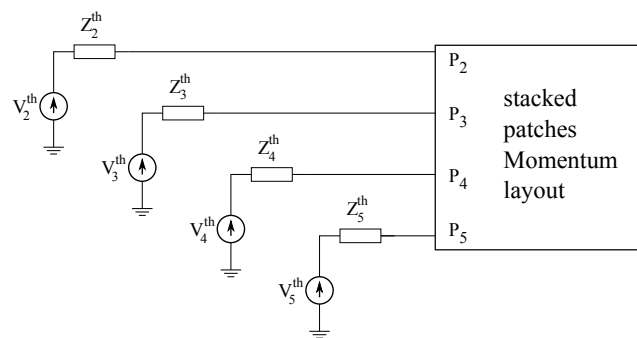 Z₂ᵗʰ
V₂ᵗʰ
P₂
Z₃ᵗʰ
V₃ᵗʰ
P₃
Z₄ᵗʰ
V₄ᵗʰ
P₄
Z₅ᵗʰ
V₅ᵗʰ
P₅
stacked
patches
Momentum
layout